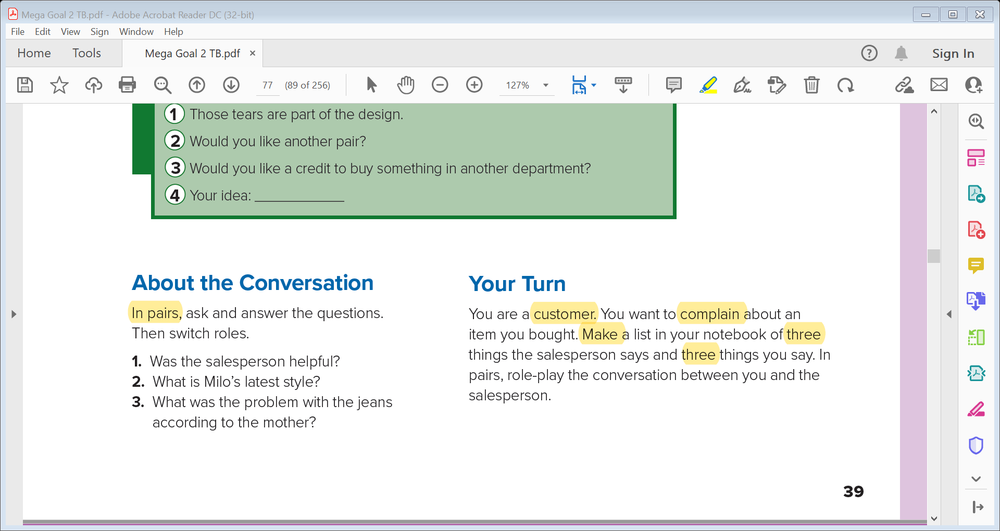 Mega Goal 2 TB.pdf - Adobe Acrobat Reader DC (32-bit)
File Edit View Sign Window Help
Home Tools Mega Goal 2 TB.pdf × Sign In
77 (89 of 256) 127%
1 Those tears are part of the design.
2 Would you like another pair?
3 Would you like a credit to buy something in another department?
4 Your idea: ____________
About the Conversation
In pairs, ask and answer the questions.
Then switch roles.
1. Was the salesperson helpful?
2. What is Milo’s latest style?
3. What was the problem with the jeans
according to the mother?
Your Turn
You are a customer. You want to complain about an
item you bought. Make a list in your notebook of three
things the salesperson says and three things you say. In
pairs, role-play the conversation between you and the
salesperson.
39